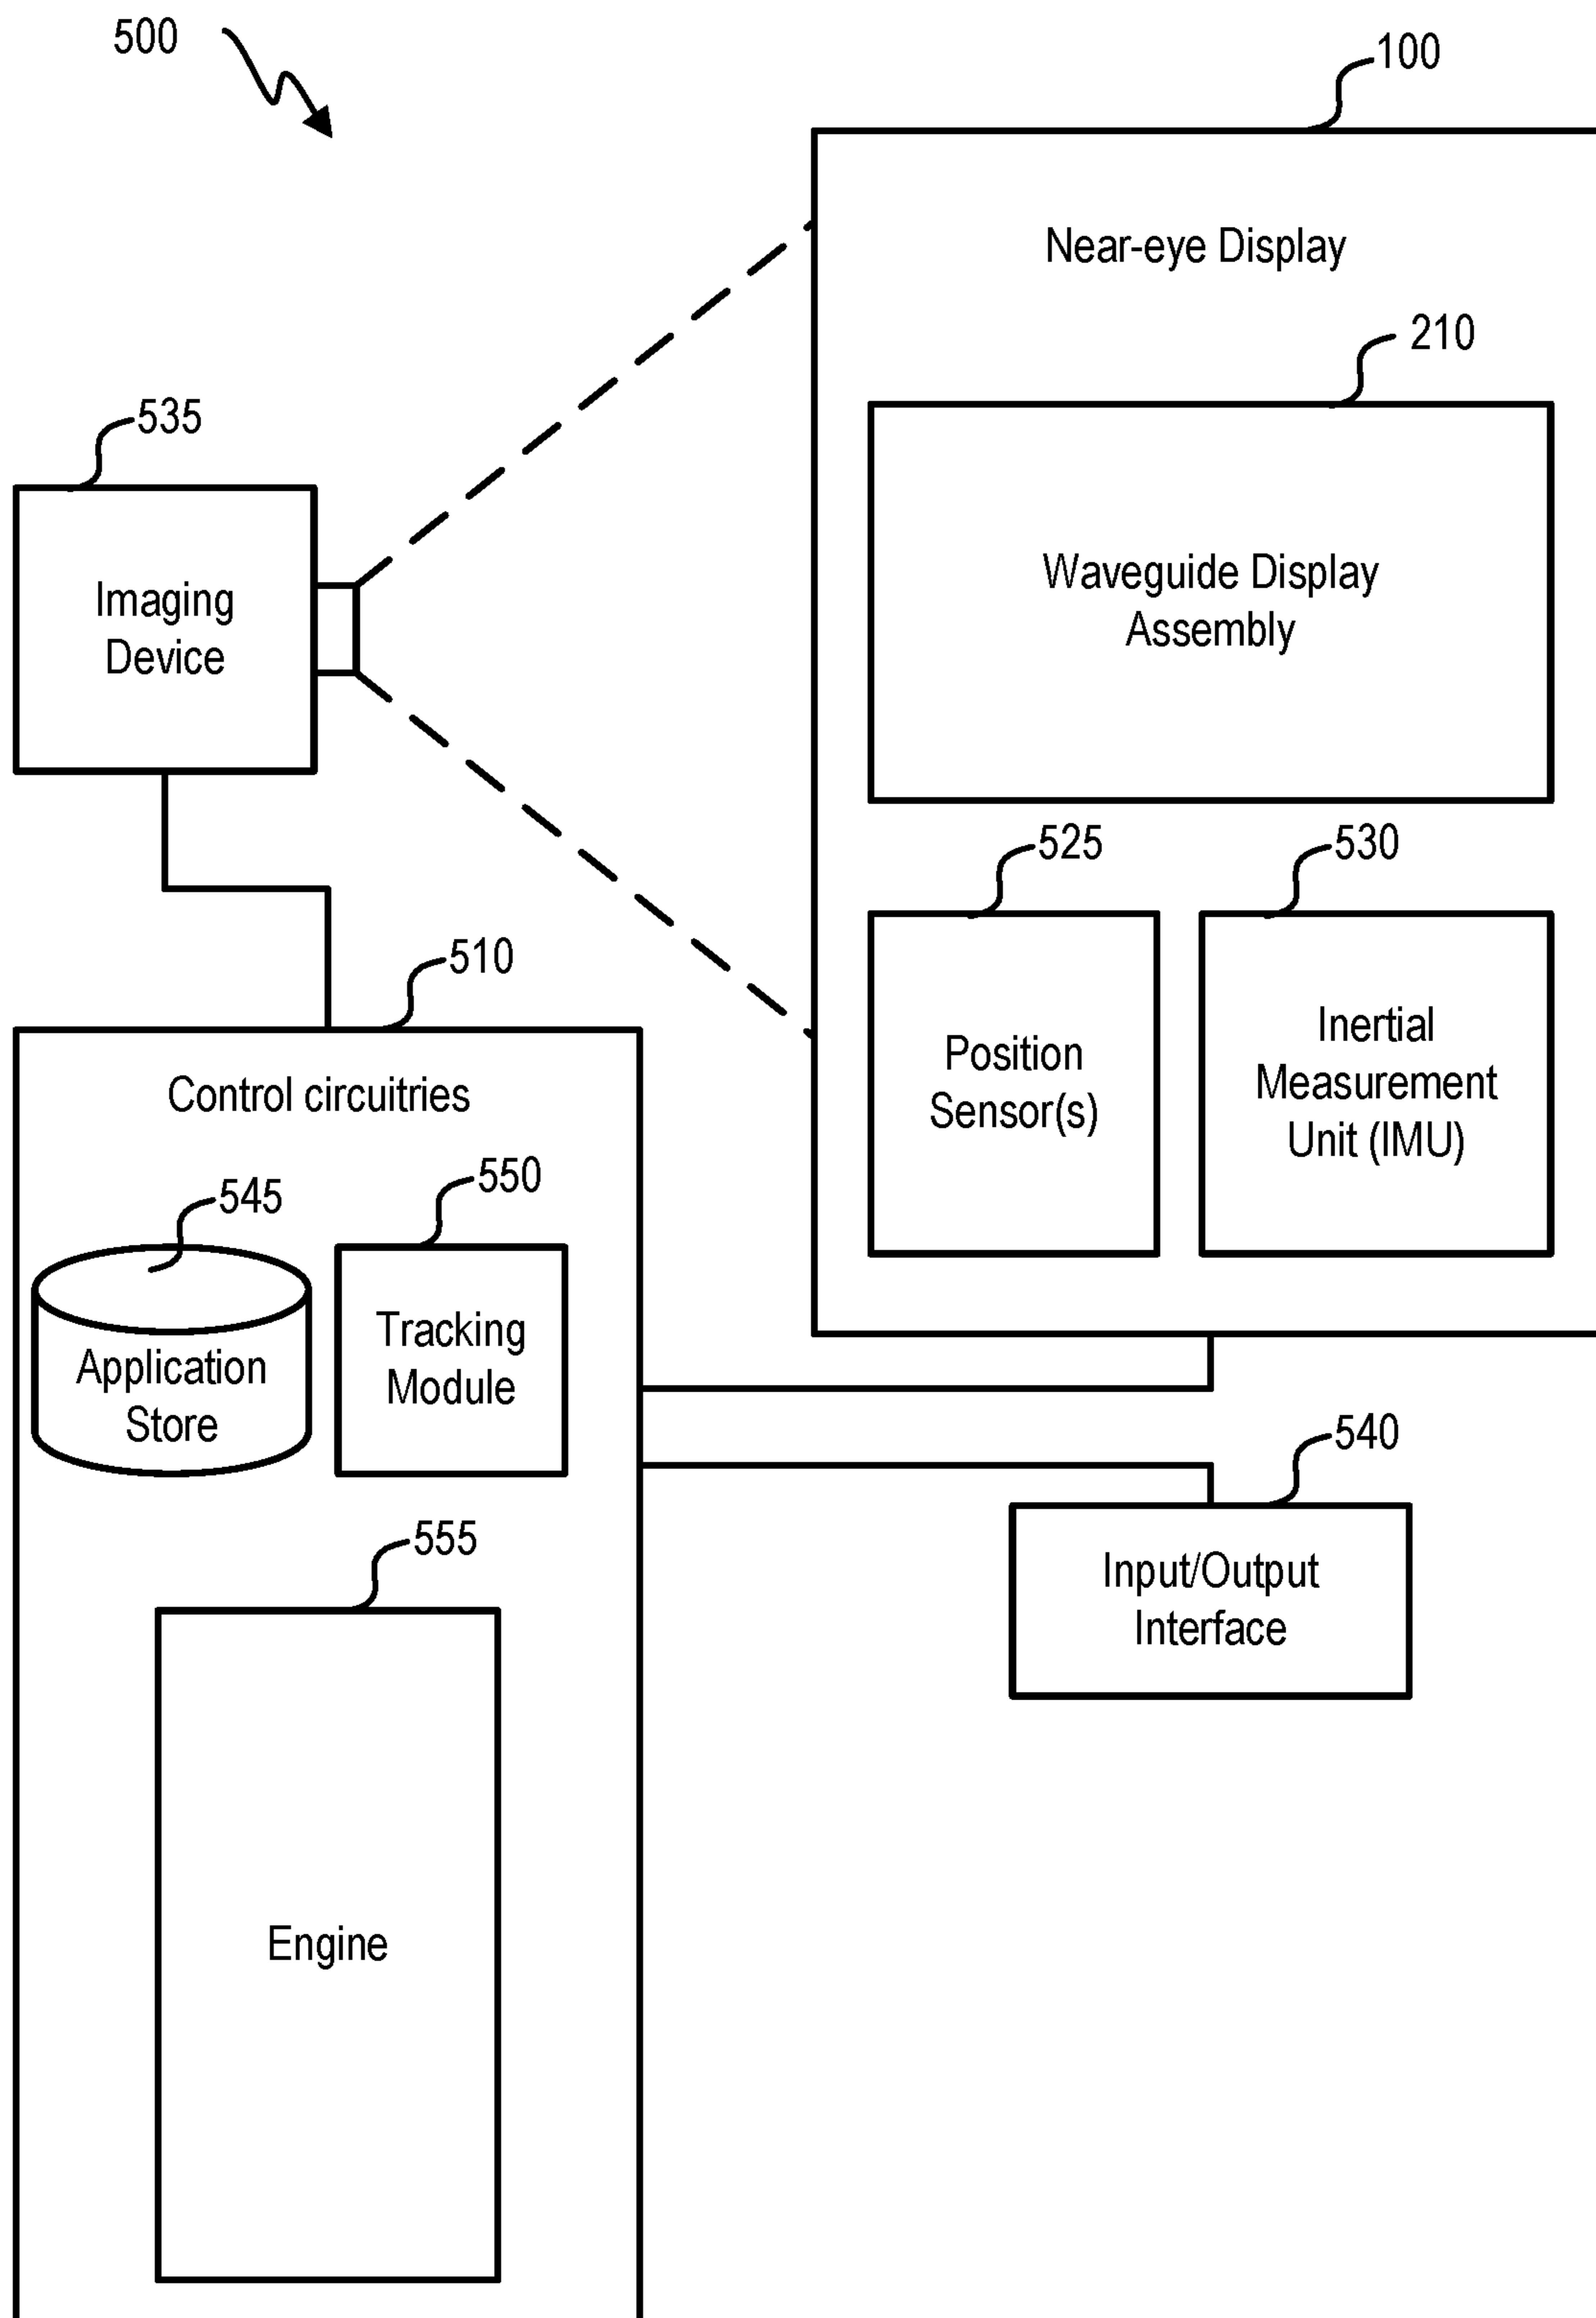 500
100
Near-eye Display
210
Waveguide Display
Assembly
535
Imaging
Device
525
530
Position
Sensor(s)
Inertial
Measurement
Unit (IMU)
510
Control circuitries
545
550
Application
Store
Tracking
Module
540
Input/Output
Interface
555
Engine